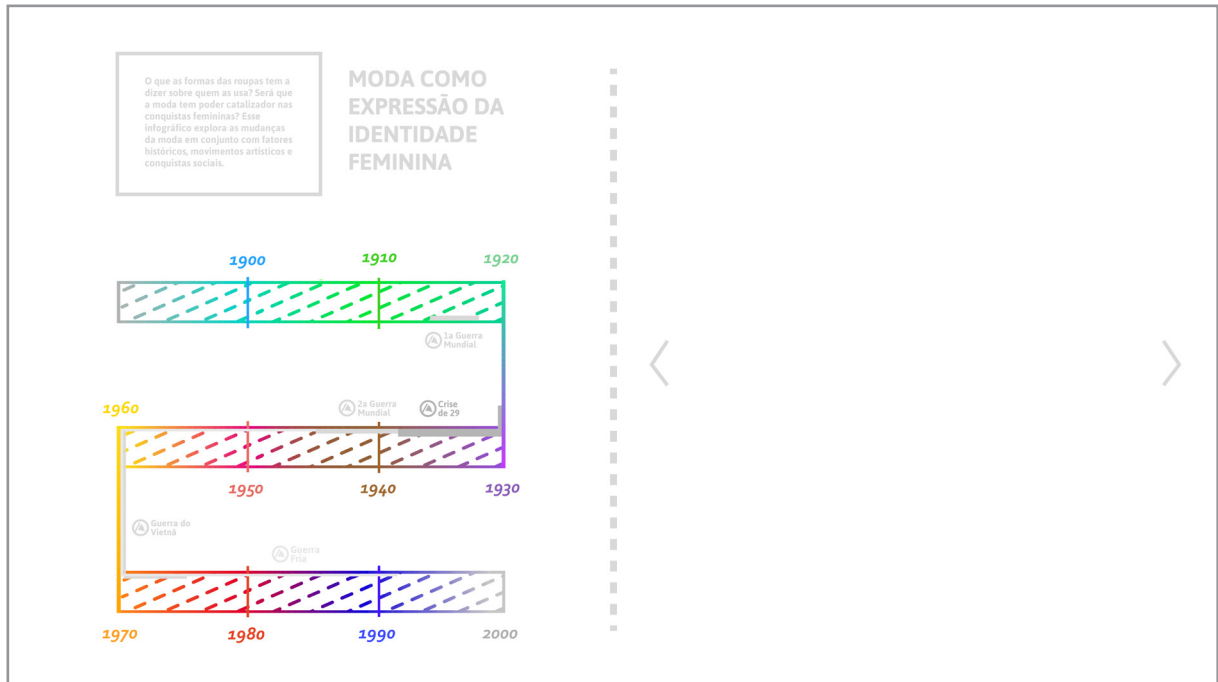 O que as formas das roupas tem a
dizer sobre quem as usa? Será que
a moda tem poder catalizador nas
conquistas femininas? Esse
infográfico explora as mudanças
da moda em conjunto com fatores
históricos, movimentos artísticos e
conquistas sociais.
MODA COMO
EXPRESSÃO DA
IDENTIDADE
FEMININA
1900
1910
1920
1a Guerra
Mundial
1960
2a Guerra
Mundial
Crise
de 29
1950
1940
1930
Guerra do
Vietnã
Guerra
Fria
1970
1980
1990
2000